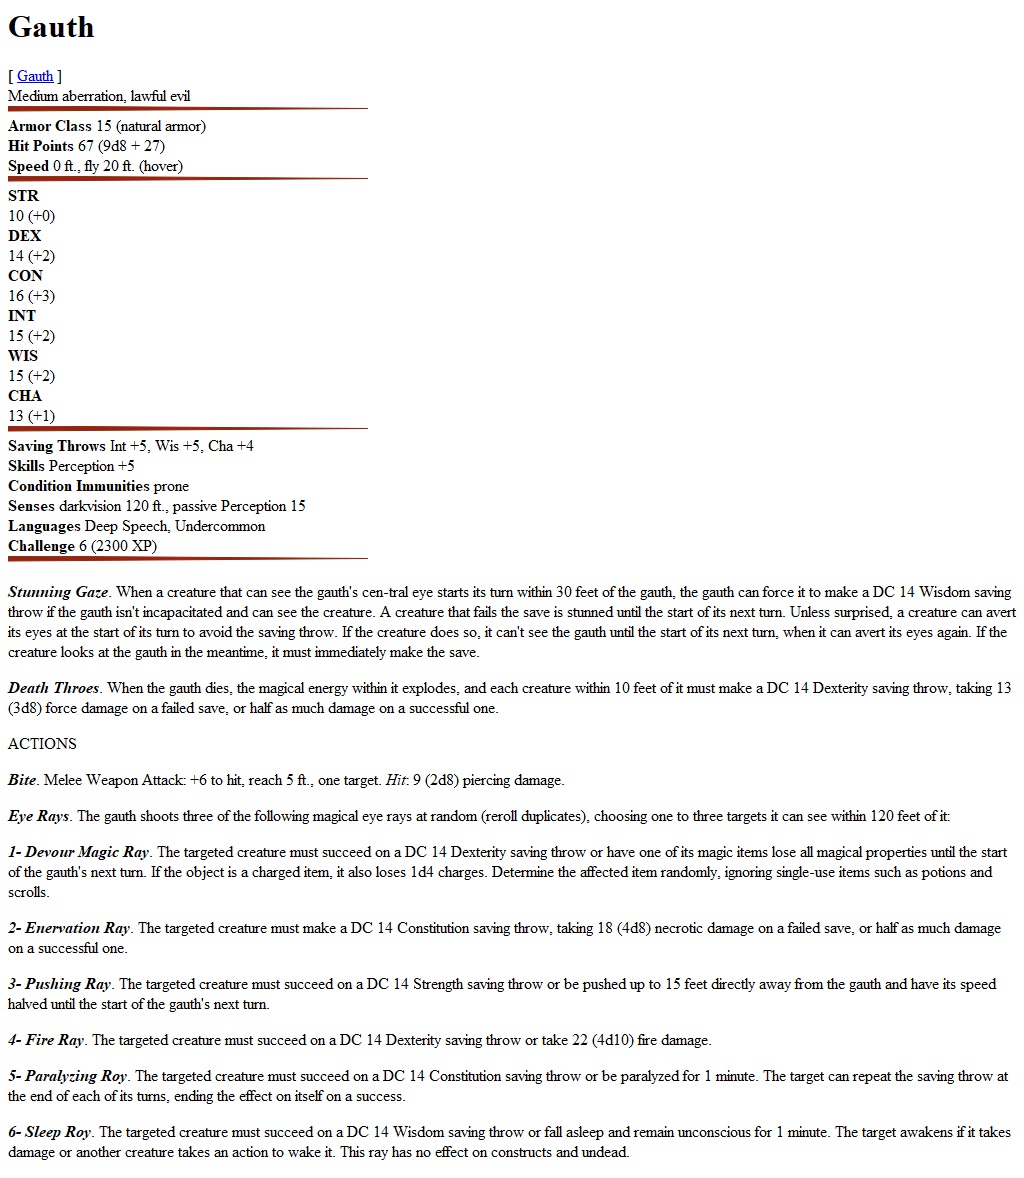 Gauth
[ Gauth ]
Medium aberration, lawful evil
Armor Class 15 (natural armor)
Hit Points 67 (9d8 + 27)
Speed 0 ft., fly 20 ft. (hover)
STR
10 (+0)
DEX
14 (+2)
CON
16 (+3)
INT
15 (+2)
WIS
15 (+2)
CHA
13 (+1)
Saving Throws Int +5, Wis +5, Cha +4
Skills Perception +5
Condition Immunities prone
Senses darkvision 120 ft., passive Perception 15
Languages Deep Speech, Undercommon
Challenge 6 (2300 XP)
Stunning Gaze. When a creature that can see the gauth's cen-tral eye starts its turn within 30 feet of the gauth, the gauth can force it to make a DC 14 Wisdom saving
throw if the gauth isn't incapacitated and can see the creature. A creature that fails the save is stunned until the start of its next turn. Unless surprised, a creature can avert
its eyes at the start of its turn to avoid the saving throw. If the creature does so, it can't see the gauth until the start of its next turn, when it can avert its eyes again. If the
creature looks at the gauth in the meantime, it must immediately make the save.
Death Throes. When the gauth dies, the magical energy within it explodes, and each creature within 10 feet of it must make a DC 14 Dexterity saving throw, taking 13
(3d8) force damage on a failed save, or half as much damage on a successful one.
ACTIONS
Bite. Melee Weapon Attack: +6 to hit, reach 5 ft., one target. Hit: 9 (2d8) piercing damage.
Eye Rays. The gauth shoots three of the following magical eye rays at random (reroll duplicates), choosing one to three targets it can see within 120 feet of it:
1- Devour Magic Ray. The targeted creature must succeed on a DC 14 Dexterity saving throw or have one of its magic items lose all magical properties until the start
of the gauth's next turn. If the object is a charged item, it also loses 1d4 charges. Determine the affected item randomly, ignoring single-use items such as potions and
scrolls.
2- Enervation Ray. The targeted creature must make a DC 14 Constitution saving throw, taking 18 (4d8) necrotic damage on a failed save, or half as much damage
on a successful one.
3- Pushing Ray. The targeted creature must succeed on a DC 14 Strength saving throw or be pushed up to 15 feet directly away from the gauth and have its speed
halved until the start of the gauth's next turn.
4- Fire Ray. The targeted creature must succeed on a DC 14 Dexterity saving throw or take 22 (4d10) fire damage.
5- Paralyzing Roy. The targeted creature must succeed on a DC 14 Constitution saving throw or be paralyzed for 1 minute. The target can repeat the saving throw at
the end of each of its turns, ending the effect on itself on a success.
6- Sleep Roy. The targeted creature must succeed on a DC 14 Wisdom saving throw or fall asleep and remain unconscious for 1 minute. The target awakens if it takes
damage or another creature takes an action to wake it. This ray has no effect on constructs and undead.